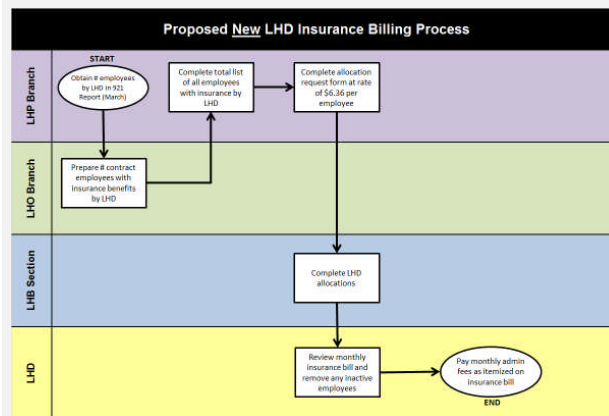 Proposed New LHD Insurance Billing Process
LHP Branch
START
Obtain # employees
by LHD in 921
Report (March)
Complete total list
of all employees
with insurance by
LHD
Complete allocation
request form at rate
of $6.36 per
employee
LHO Branch
Prepare # contract
employees with
insurance benefits
by LHD
LHB Section
Complete LHD
allocations
LHD
Review monthly
insurance bill and
remove any inactive
employees
Pay monthly admin
fees as itemized on
insurance bill
END